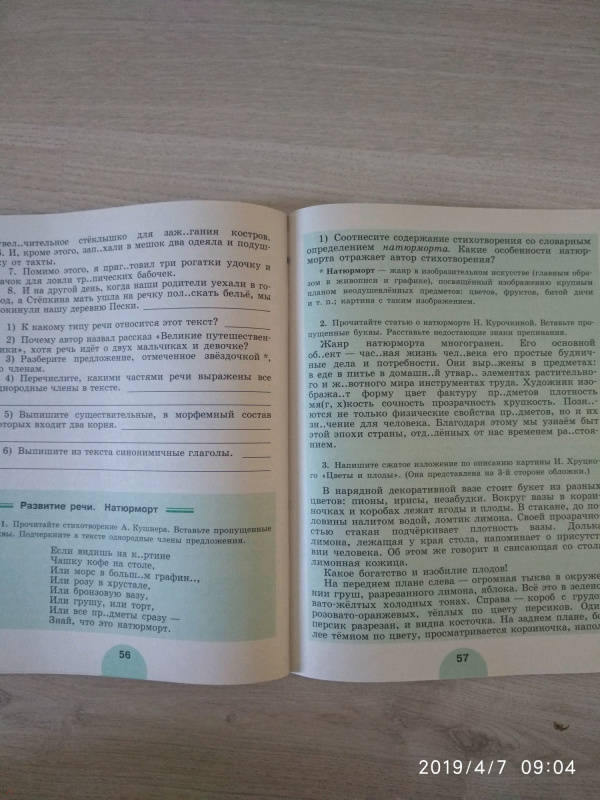 увел..чительное стёклышко для заж..гания костров,
6. И, кроме этого, зап..хали в мешок два одеяла и подуш-
ку от тахты.
7. Помимо этого, я приг..товил три рогатки удочку и
сачок для ловли тр..пических бабочек.
8. И на другой день, когда наши родители уехали в го-
род, а Стёпкина мать ушла на речку пол..скать бельё, мы
покинули нашу деревню Пески.
1) К какому типу речи относится этот текст?
2) Почему автор назвал рассказ «Великие путешествен-
ники», хотя речь идёт о двух мальчиках и девочке?
3) Разберите предложение, отмеченное звёздочкой *,
по членам.
4) Перечислите, какими частями речи выражены все
однородные члены в тексте.
5) Выпишите существительные, в морфемный состав
которых входит два корня.
6) Выпишите из текста синонимичные глаголы.
Развитие речи. Натюрморт
1. Прочитайте стихотворение А. Кушнера. Вставьте пропущенные
буквы. Подчеркните в тексте однородные члены предложения.
Если видишь на к..ртине
Чашку кофе на столе,
Или морс в больш..м график..,
Или розу в хрустале,
Или бронзовую вазу,
Или грушу, или торт,
Или все пр..дметы сразу —
Знай, что это натюрморт.
56
1) Соотнесите содержание стихотворения со словарным
определением натюрморта. Какие особенности натюр-
морта отражает автор стихотворения?
* Натюрморт — жанр в изобразительном искусстве (главным обра-
зом в живописи и графике), посвящённый изображению крупным
планом неодушевлённых предметов: цветов, фруктов, битой дичи
и т. п.; картина с таким изображением.
2. Прочитайте статью о натюрморте Н. Курочкиной. Вставьте про-
пущенные буквы. Расставьте недостающие знаки препинания.
Жанр натюрморта многогранен. Его основной
об..ект — час..ная жизнь чел..века его простые буднич-
ные дела и потребности. Они выр..жены в предметах:
в еде в питье в домашн..й утвар.. элементах растительно-
го и ж..вотного мира инструментах труда. Художник изо-
бража..т форму цвет фактуру пр..дметов плотность
мя(г, х)кость сочность прозрачность хрупкость. Позн..-
ются не только физические свойства пр..дметов, но и их
зн..чение для человека. Благодаря этому мы узнаём быт
этой эпохи страны, отд..лённых от нас временем ра..стоя-
нием.
3. Напишите сжатое изложение по описанию картины И. Хруцко-
го «Цветы и плоды». (Она представлена на 3-й стороне обложки.)
В нарядной декоративной вазе стоит букет из разных
цветов: пионы, ирисы, незабудки. Вокруг вазы в корзи-
ночках и коробах лежат ягоды и плоды. В стакане, до по-
ловины налитом водой, ломтик лимона. Своей прозрачно-
стью стакан подчёркивает плотность вазы. Долька
лимона, лежащая у края стола, напоминает о присутст-
вии человека. Об этом же говорит и свисающая со стола
лимонная кожица.
Какое богатство и изобилие плодов!
На переднем плане слева — огромная тыква в окруже-
нии груш, разрезанного лимона, яблока. Всё это в зелено-
вато-жёлтых холодных тонах. Справа — короб с грудой
розовато-оранжевых, тёплых по цвету персиков. Один
персик разрезан, и видна косточка. На заднем плане, бо-
лее тёмном по цвету, просматривается корзиночка, напол-
57
2019/4/7 09:04